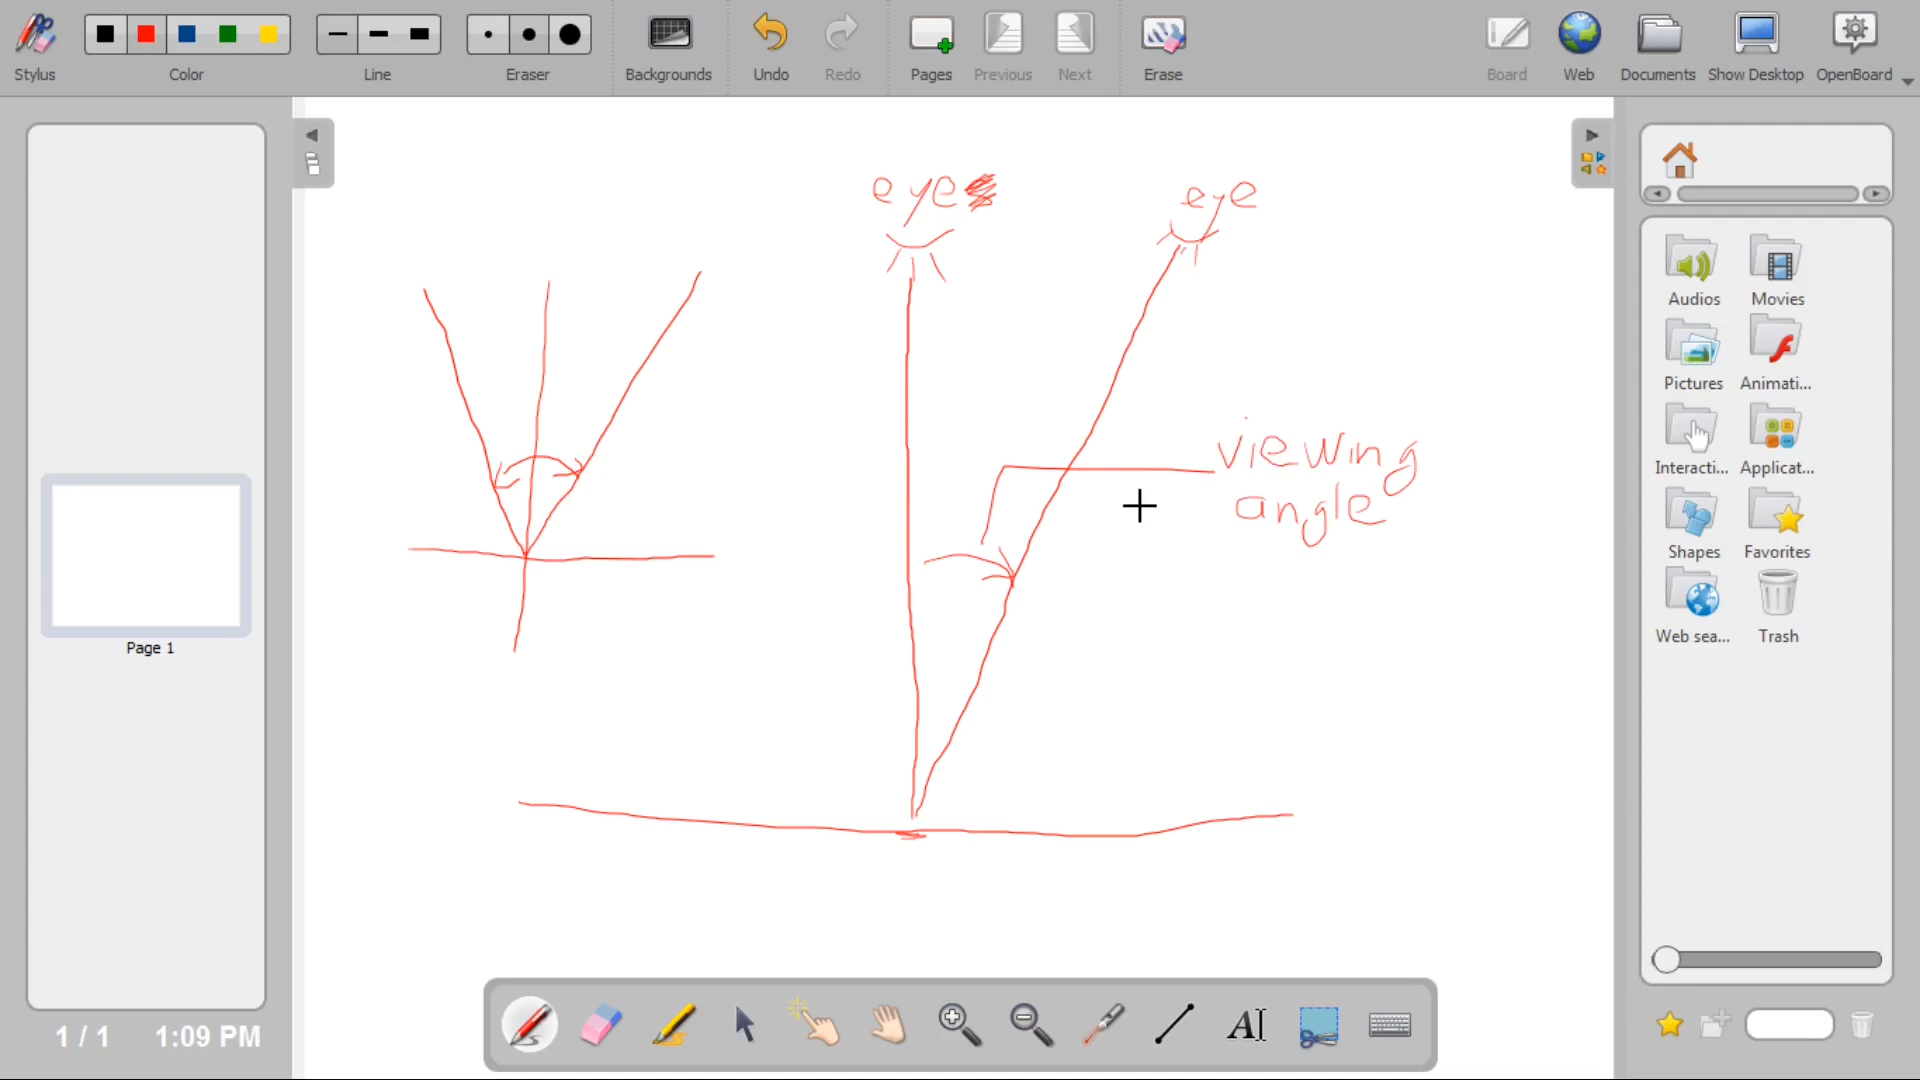 Stylus
Color
Line
Eraser
Backgrounds
Undo
Redo
Pages
Previous
Next
Erase
Board
Web
Documents
Show Desktop
OpenBoard
eye
eye
viewing
angle
Page 1
1 / 1 1:09 PM
Audios Movies
Pictures Animati...
Interacti... Applicat...
Shapes Favorites
Web sea... Trash
AI